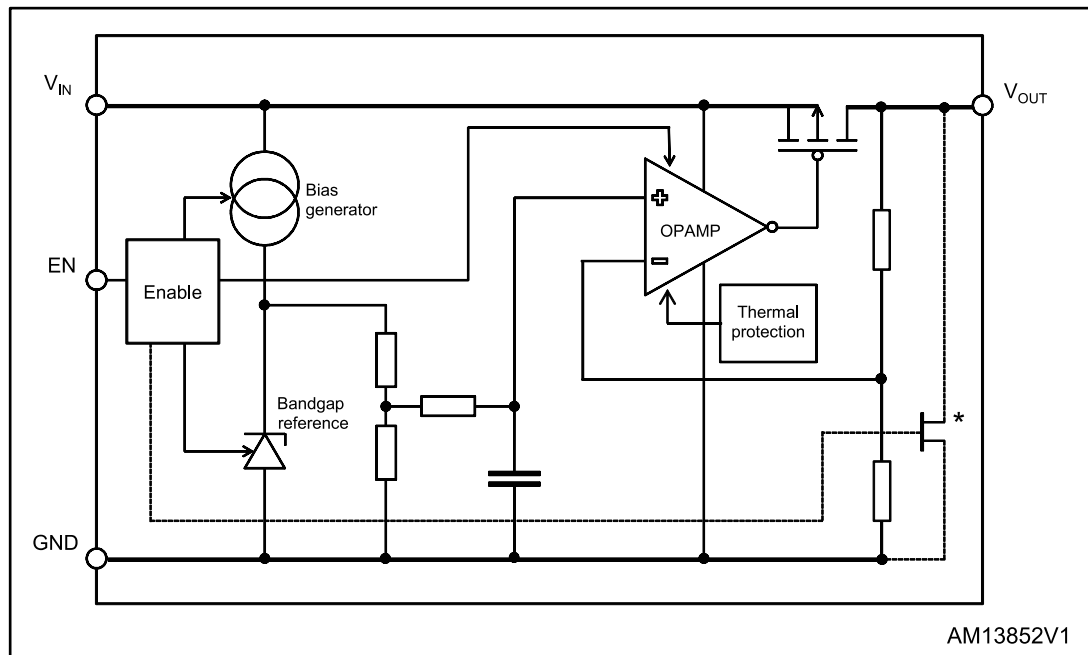 VIN
VOUT
Bias
generator
OPAMP
EN
Enable
Thermal
protection
Bandgap
reference
*
GND
AM13852V1